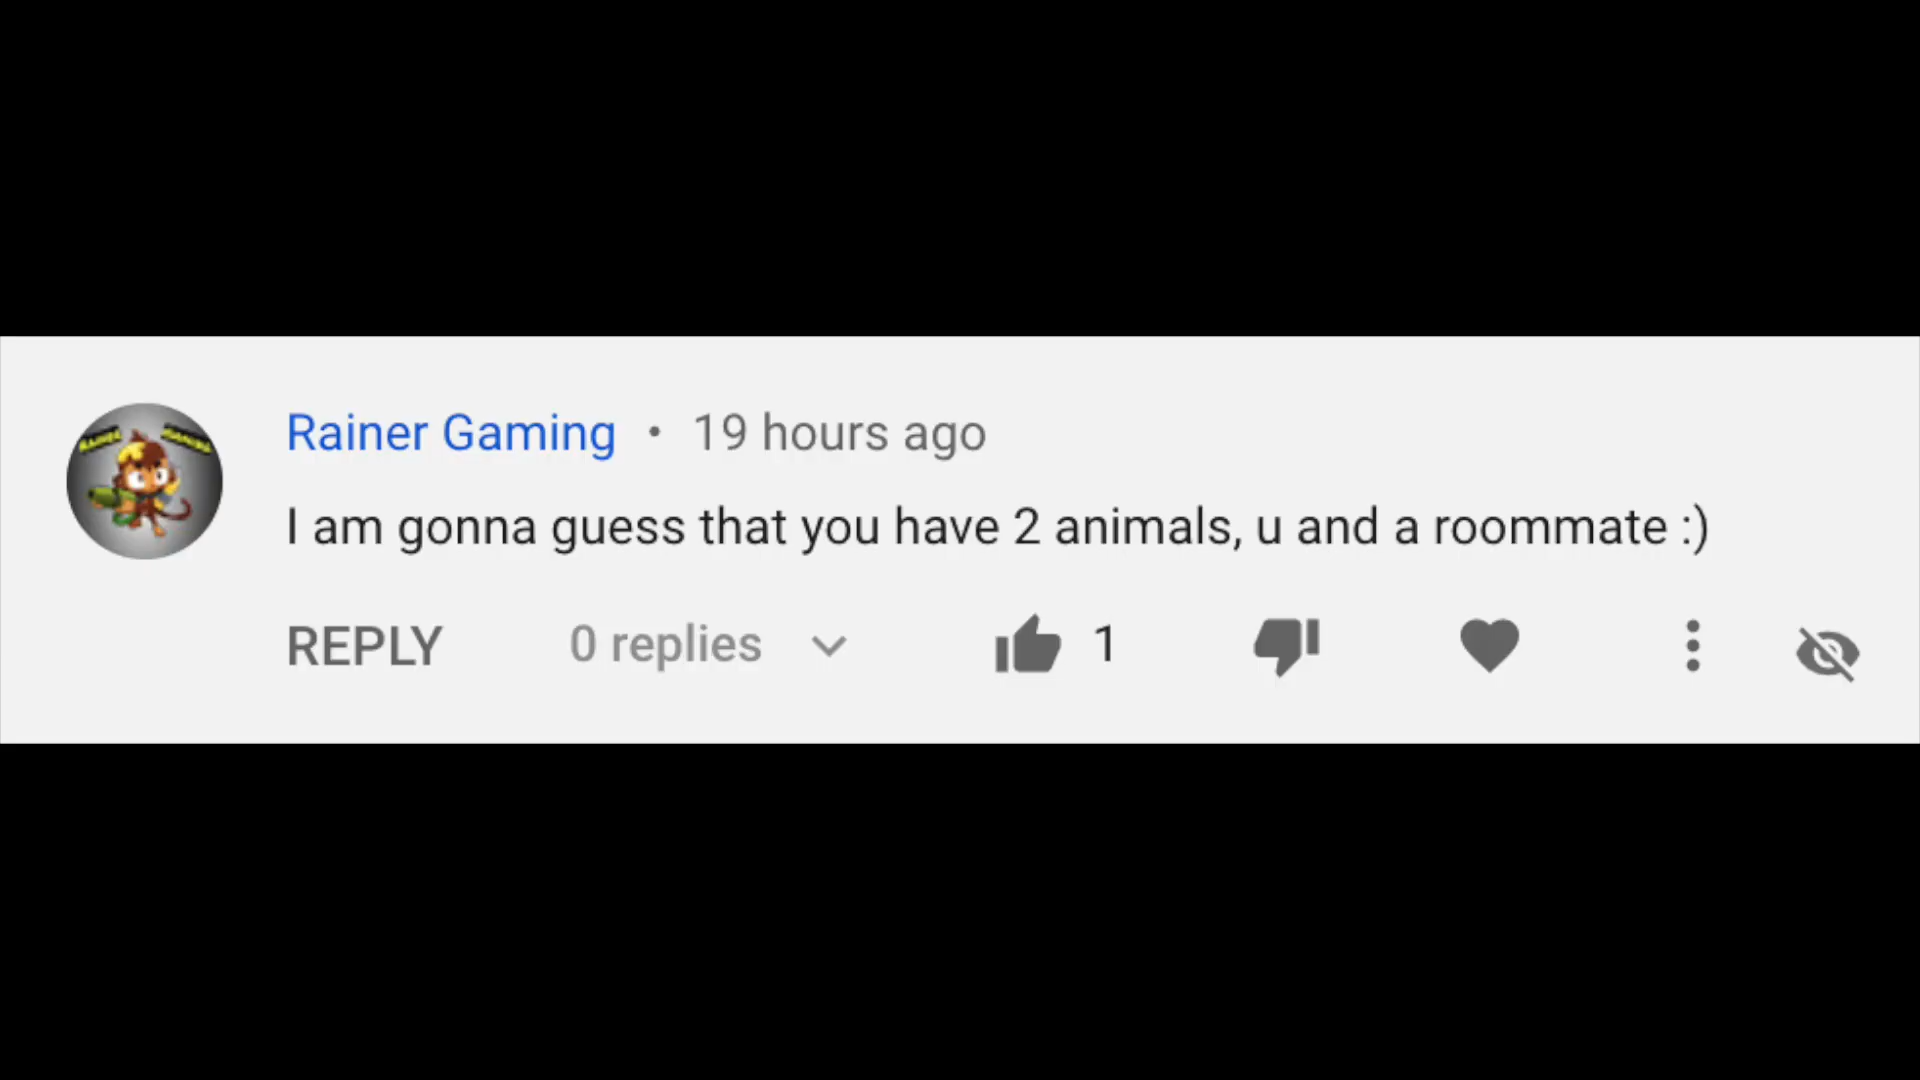 Rainer Gaming • 19 hours ago
I am gonna guess that you have 2 animals, u and a roommate :)
REPLY 0 replies 1